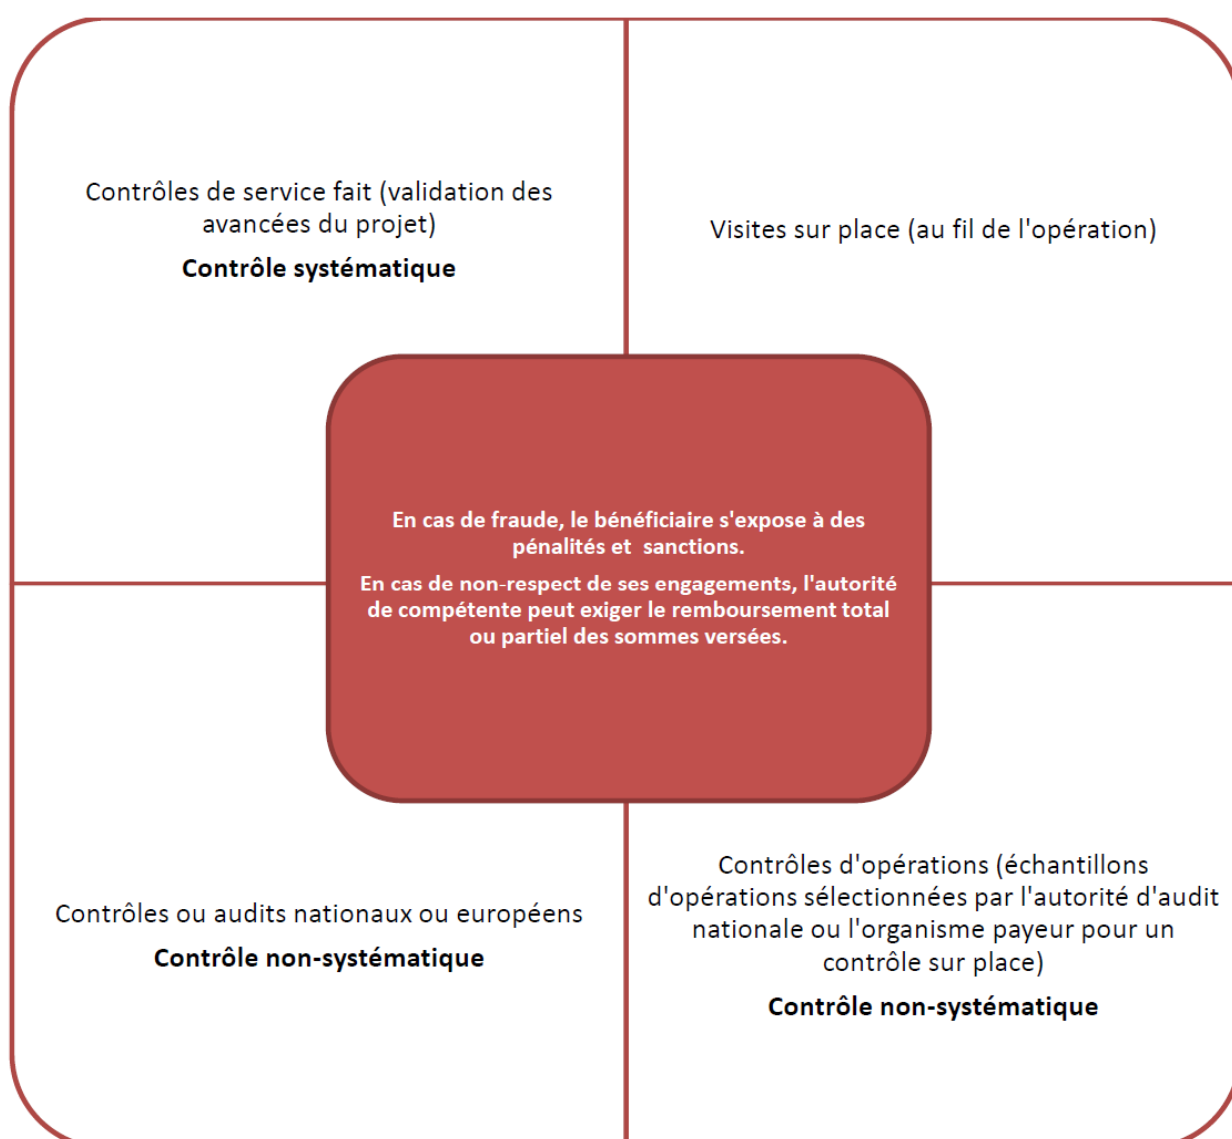 Contrôles de service fait (validation des
avancées du projet)
Contrôle systématique
Visites sur place (au fil de l'opération)
En cas de fraude, le bénéficiaire s'expose à des
pénalités et  sanctions.
En cas de non-respect de ses engagements, l'autorité
de compétente peut exiger le remboursement total
ou partiel des sommes versées.
Contrôles ou audits nationaux ou européens
Contrôle non-systématique
Contrôles d'opérations (échantillons
d'opérations sélectionnées par l'autorité d'audit
nationale ou l'organisme payeur pour un
contrôle sur place)
Contrôle non-systématique